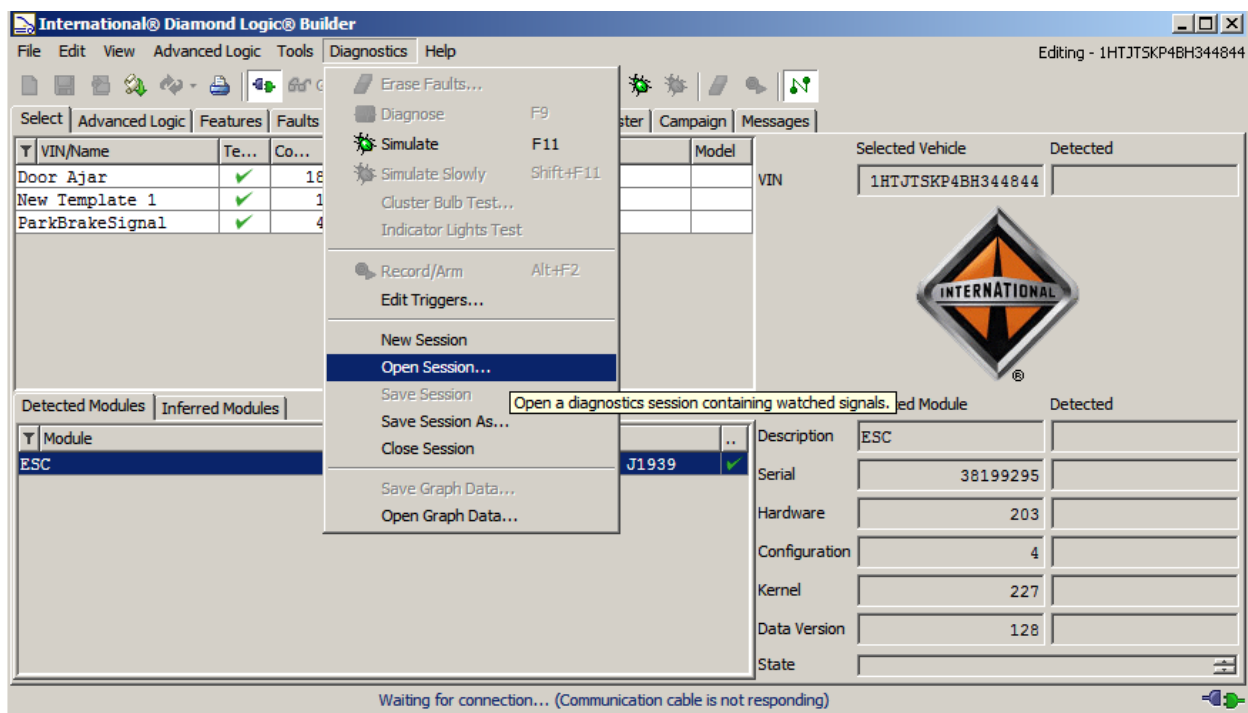 International® Diamond Logic® Builder
File Edit View Advanced Logic Tools Diagnostics Help Editing - 1HTJTSKP4BH344844
Select Advanced Logic Features Faults ster Campaign Messages
VIN/Name Te... Co... Model
Door Ajar 18
New Template 1 1
ParkBrakeSignal 4
Erase Faults...
Diagnose F9
Simulate F11
Simulate Slowly Shift+F11
Cluster Bulb Test...
Indicator Lights Test
Record/Arm Alt+F2
Edit Triggers...
New Session
Open Session...
Save Session
Open a diagnostics session containing watched signals.
Save Session As...
Close Session
Save Graph Data...
Open Graph Data...
Selected Vehicle Detected
VIN 1HTJTSKP4BH344844
INTERNATIONAL
®
Detected Modules Inferred Modules
Module ..
ESC J1939
ed Module Detected
Description ESC
Serial 38199295
Hardware 203
Configuration 4
Kernel 227
Data Version 128
State
Waiting for connection... (Communication cable is not responding)